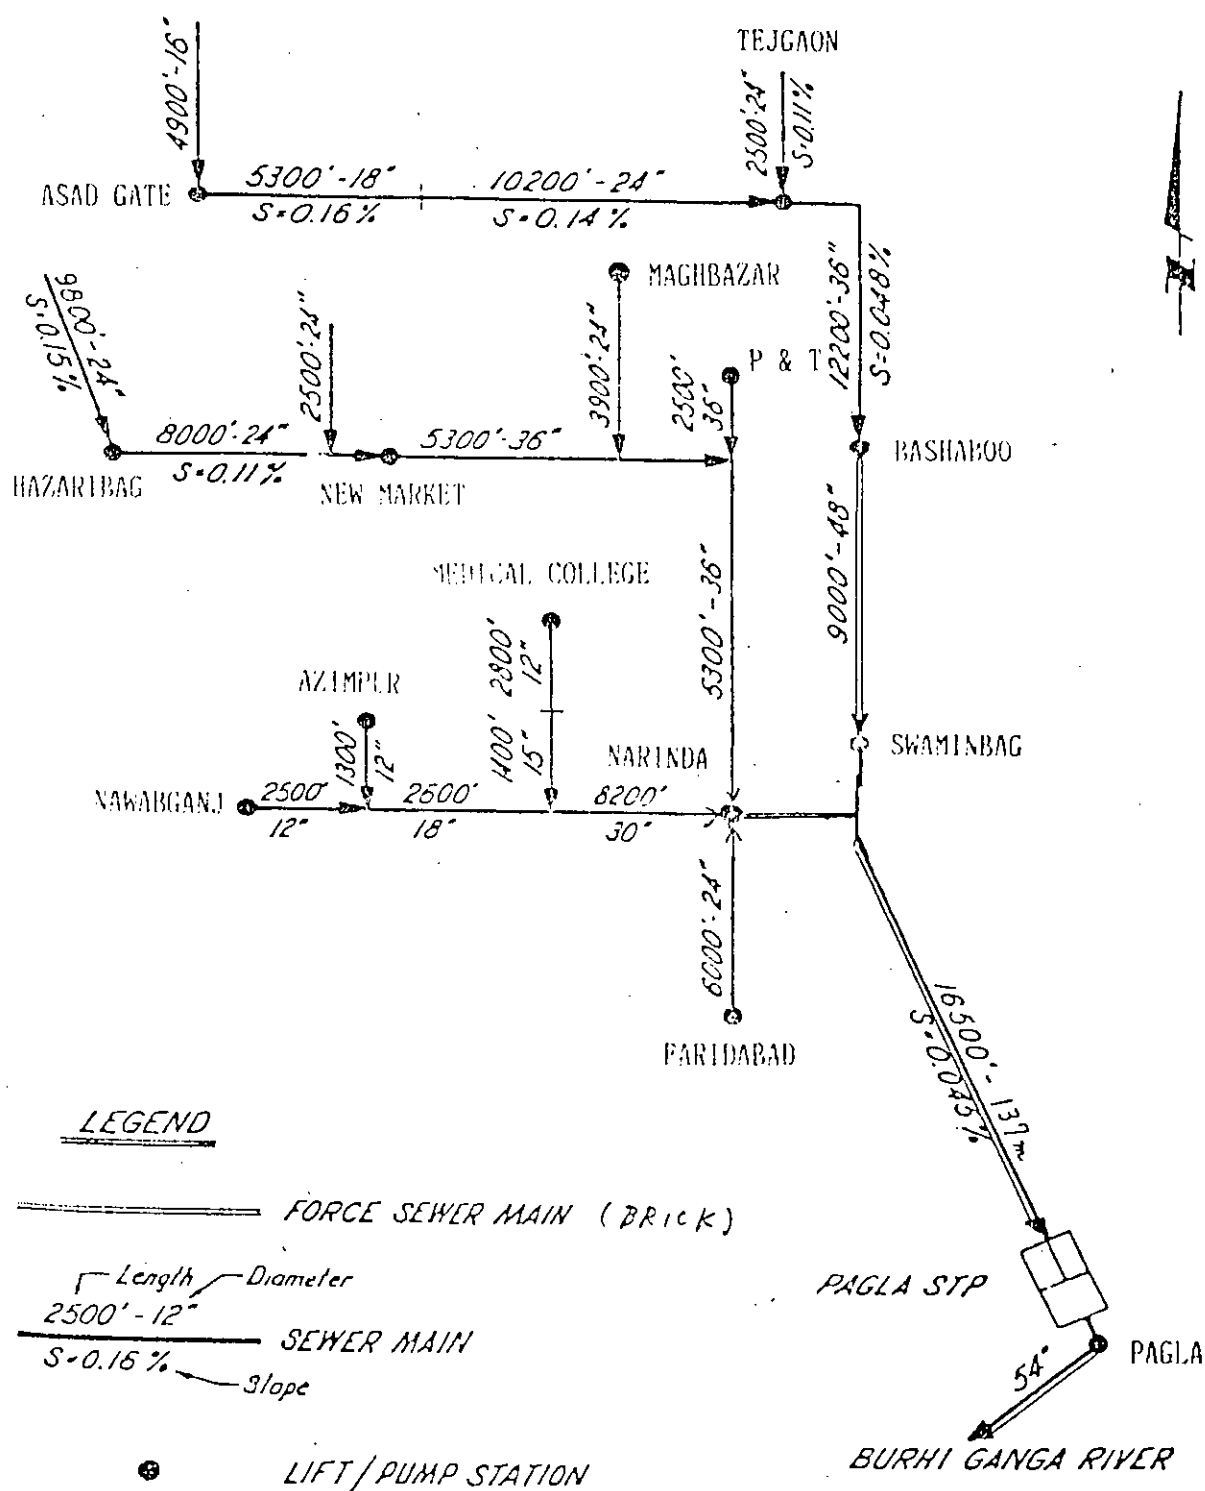 TEJGAON
4900'-16"
2500'-24"
S=0.11%
ASAD GATE
5300'-18"
S=0.16%
10200'-24"
S=0.14%
MAGHBAZAR
12200'-36"
S=0.048%
9800'-24"
S=0.15%
2500'-24"
3900'-24"
P & T
2500'
36"
8000'-24"
S=0.11%
5300'-36"
BASHABOO
HAZARIBAG
NEW MARKET
MEDICAL COLLEGE
5300'-36"
9000'-48"
2800'
12"
AZIMPUR
1300'
12"
1400'
15"
NARINDA
SWAMINBAG
NAWABGANJ
2500'
12"
2600'
18"
8200'
30"
6000'-24"
FARIDABAD
16500'-137m
S=0.045%
LEGEND
FORCE SEWER MAIN (BRICK)
Length
Diameter
2500'-12"
SEWER MAIN
S=0.16%
Slope
PAGLA STP
PAGLA
54"
LIFT/PUMP STATION
BURHI GANGA RIVER